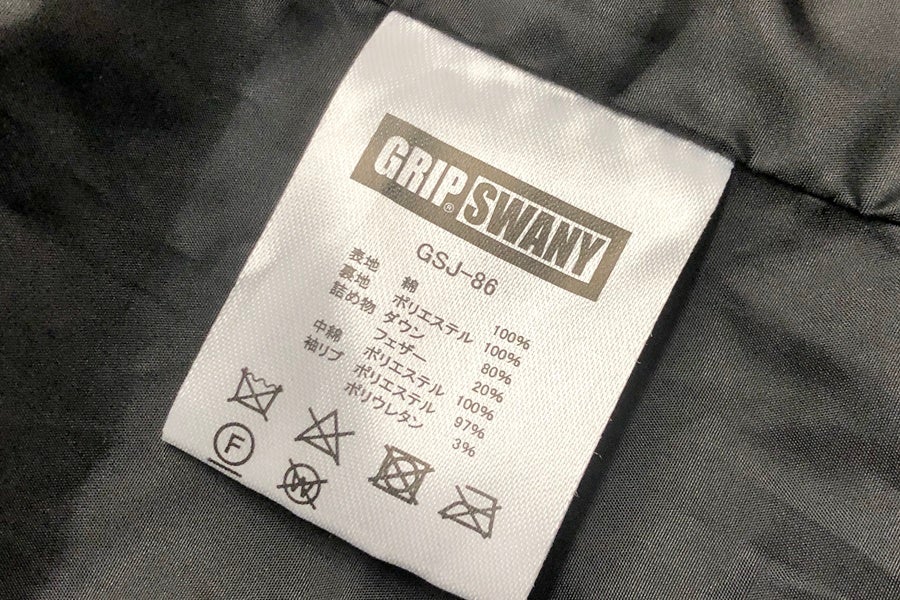 GRIP® SWANY
GSJ-86
表地 綿 100%
裏地 ポリエステル 100%
詰め物 ダウン 80%
フェザー 20%
中綿 ポリエステル 100%
袖リブ ポリエステル 97%
ポリウレタン 3%
F
W